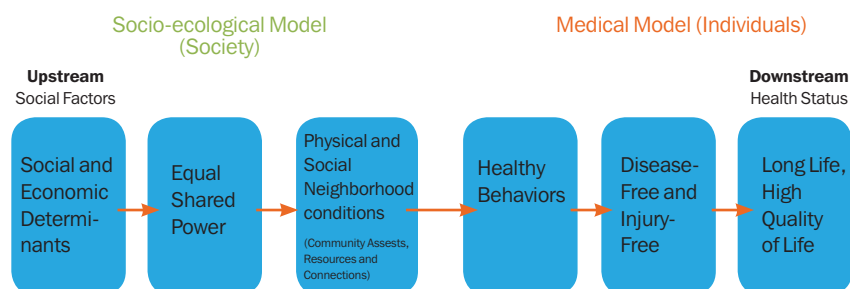 Socio-ecological Model
(Society)
Medical Model (Individuals)
Upstream
Social Factors
Downstream
Health Status
Social and
Economic
Determi-
nants
Equal
Shared
Power
Physical and
Social
Neighborhood
conditions
(Community Assests,
Resources and
Connections)
Healthy
Behaviors
Disease-
Free and
Injury-
Free
Long Life,
High
Quality
of Life